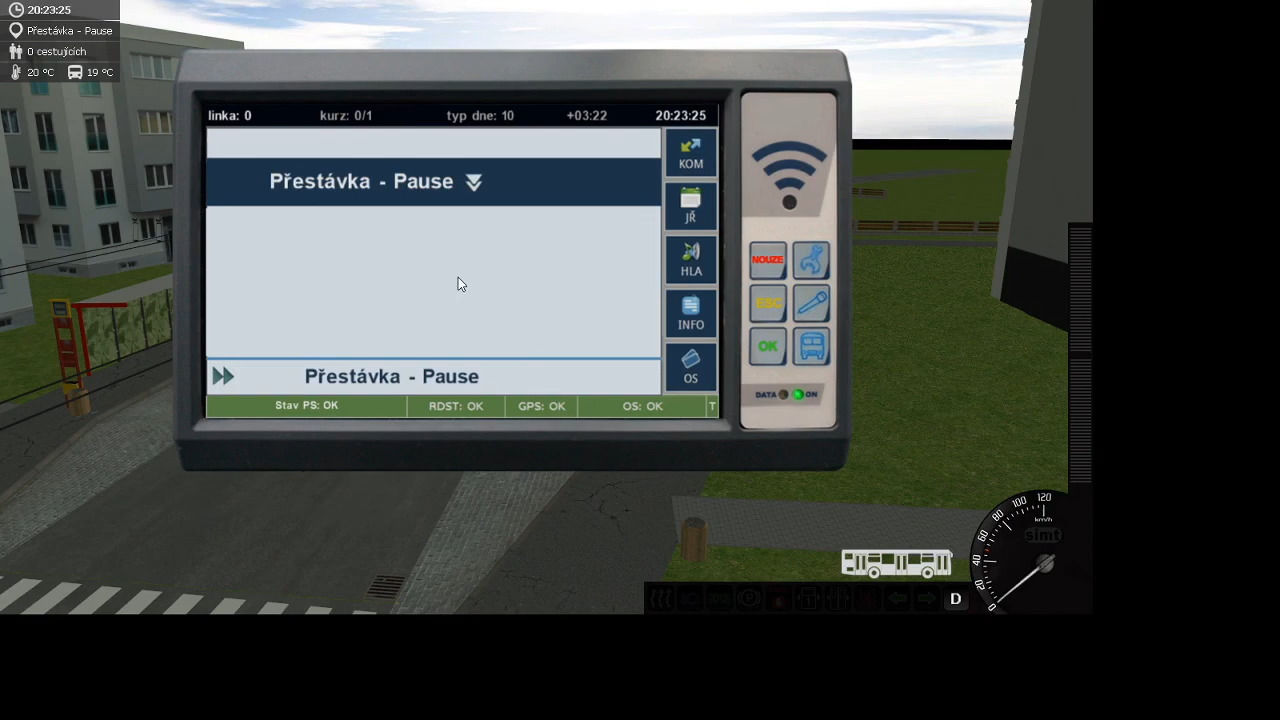 20:23:25
Přestávka - Pause
0 cestujících
20 °C 19 °C
linka: 0 kurz: 0/1 typ dne: 10 +03:22 20:23:25
Přestávka - Pause
KOM
JŘ
HLA
INFO
OS
Přestávka - Pause
Stav PS: OK RDST: OK GPS: OK OS: OK T
NOUZE
ESC
OK
DATA ON
0 20 40 60 80 100 120
km/h
simt
D